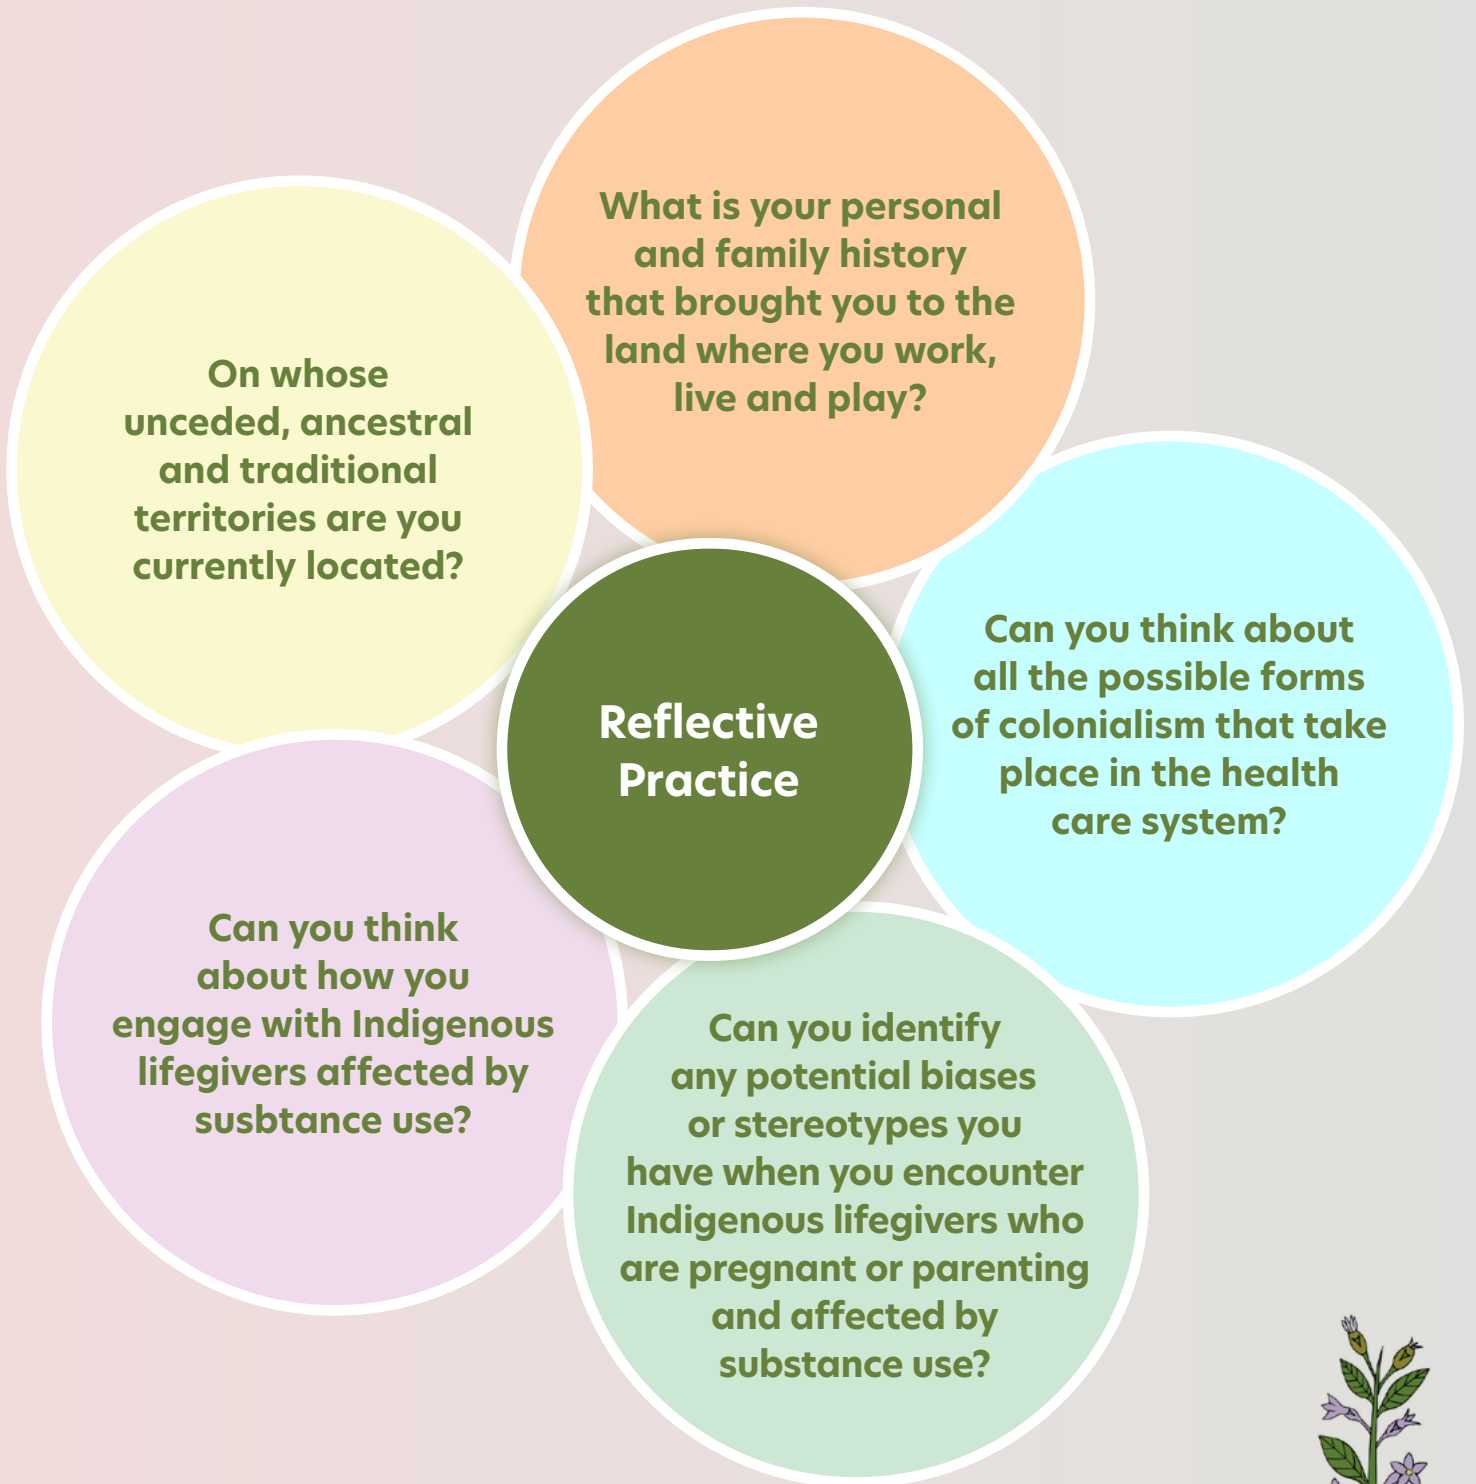 What is your personal
and family history
that brought you to the
land where you work,
live and play?
On whose
unceded, ancestral
and traditional
territories are you
currently located?
Can you think about
all the possible forms
of colonialism that take
place in the health
care system?
Reflective
Practice
Can you think
about how you
engage with Indigenous
lifegivers affected by
susbtance use?
Can you identify
any potential biases
or stereotypes you
have when you encounter
Indigenous lifegivers who
are pregnant or parenting
and affected by
substance use?